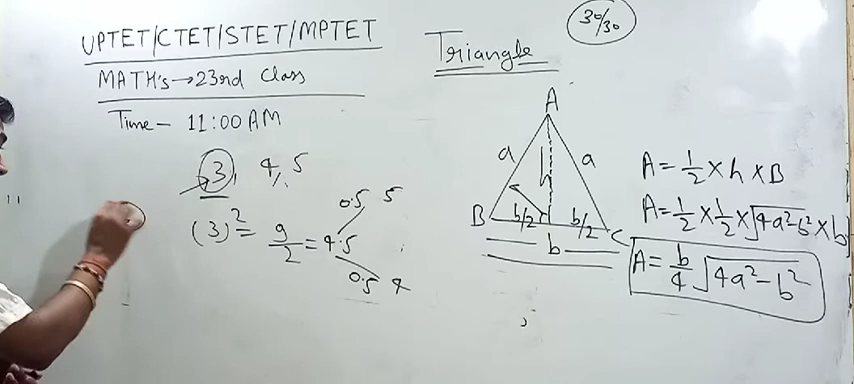 UPTET/CTET/STET/MPTET
MATH's→23rd Class
Time- 11:00 AM
3, 4, 5
(3)² = 9/2 = 4.5
0.5 5
0.5 4
Triangle
30/30
A
a a
h
B b/2 b/2 C
b
A = 1/2 × h × B
A = 1/2 × 1/2 × √4a²-b² × b
A = b/4 √4a²-b²